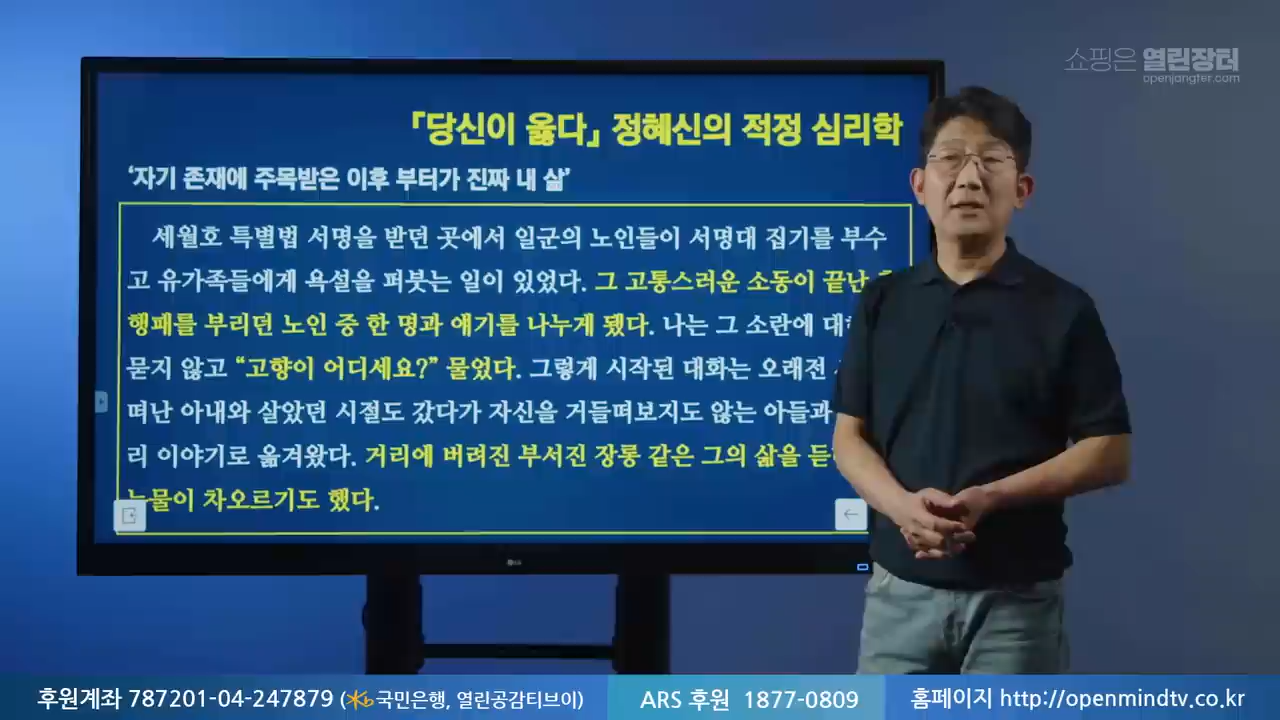 쇼핑은 열린장터
openjangter.com
「당신이 옳다」 정혜신의 적정 심리학
‘자기 존재에 주목받은 이후 부터가 진짜 내 삶’
세월호 특별법 서명을 받던 곳에서 일군의 노인들이 서명대 집기를 부수
고 유가족들에게 욕설을 퍼붓는 일이 있었다. 그 고통스러운 소동이 끝난
행패를 부리던 노인 중 한 명과 얘기를 나누게 됐다. 나는 그 소란에
묻지 않고 “고향이 어디세요?” 물었다. 그렇게 시작된 대화는 오래전
떠난 아내와 살았던 시절도 갔다가 자신을 거들떠보지도 않는 아들과
리 이야기로 옮겨왔다. 거리에 버려진 부서진 장롱 같은 그의 삶을
눈물이 차오르기도 했다.
LG
후원계좌 787201-04-247879 (국민은행, 열린공감티브이)
ARS 후원 1877-0809
홈페이지 http://openmindtv.co.kr